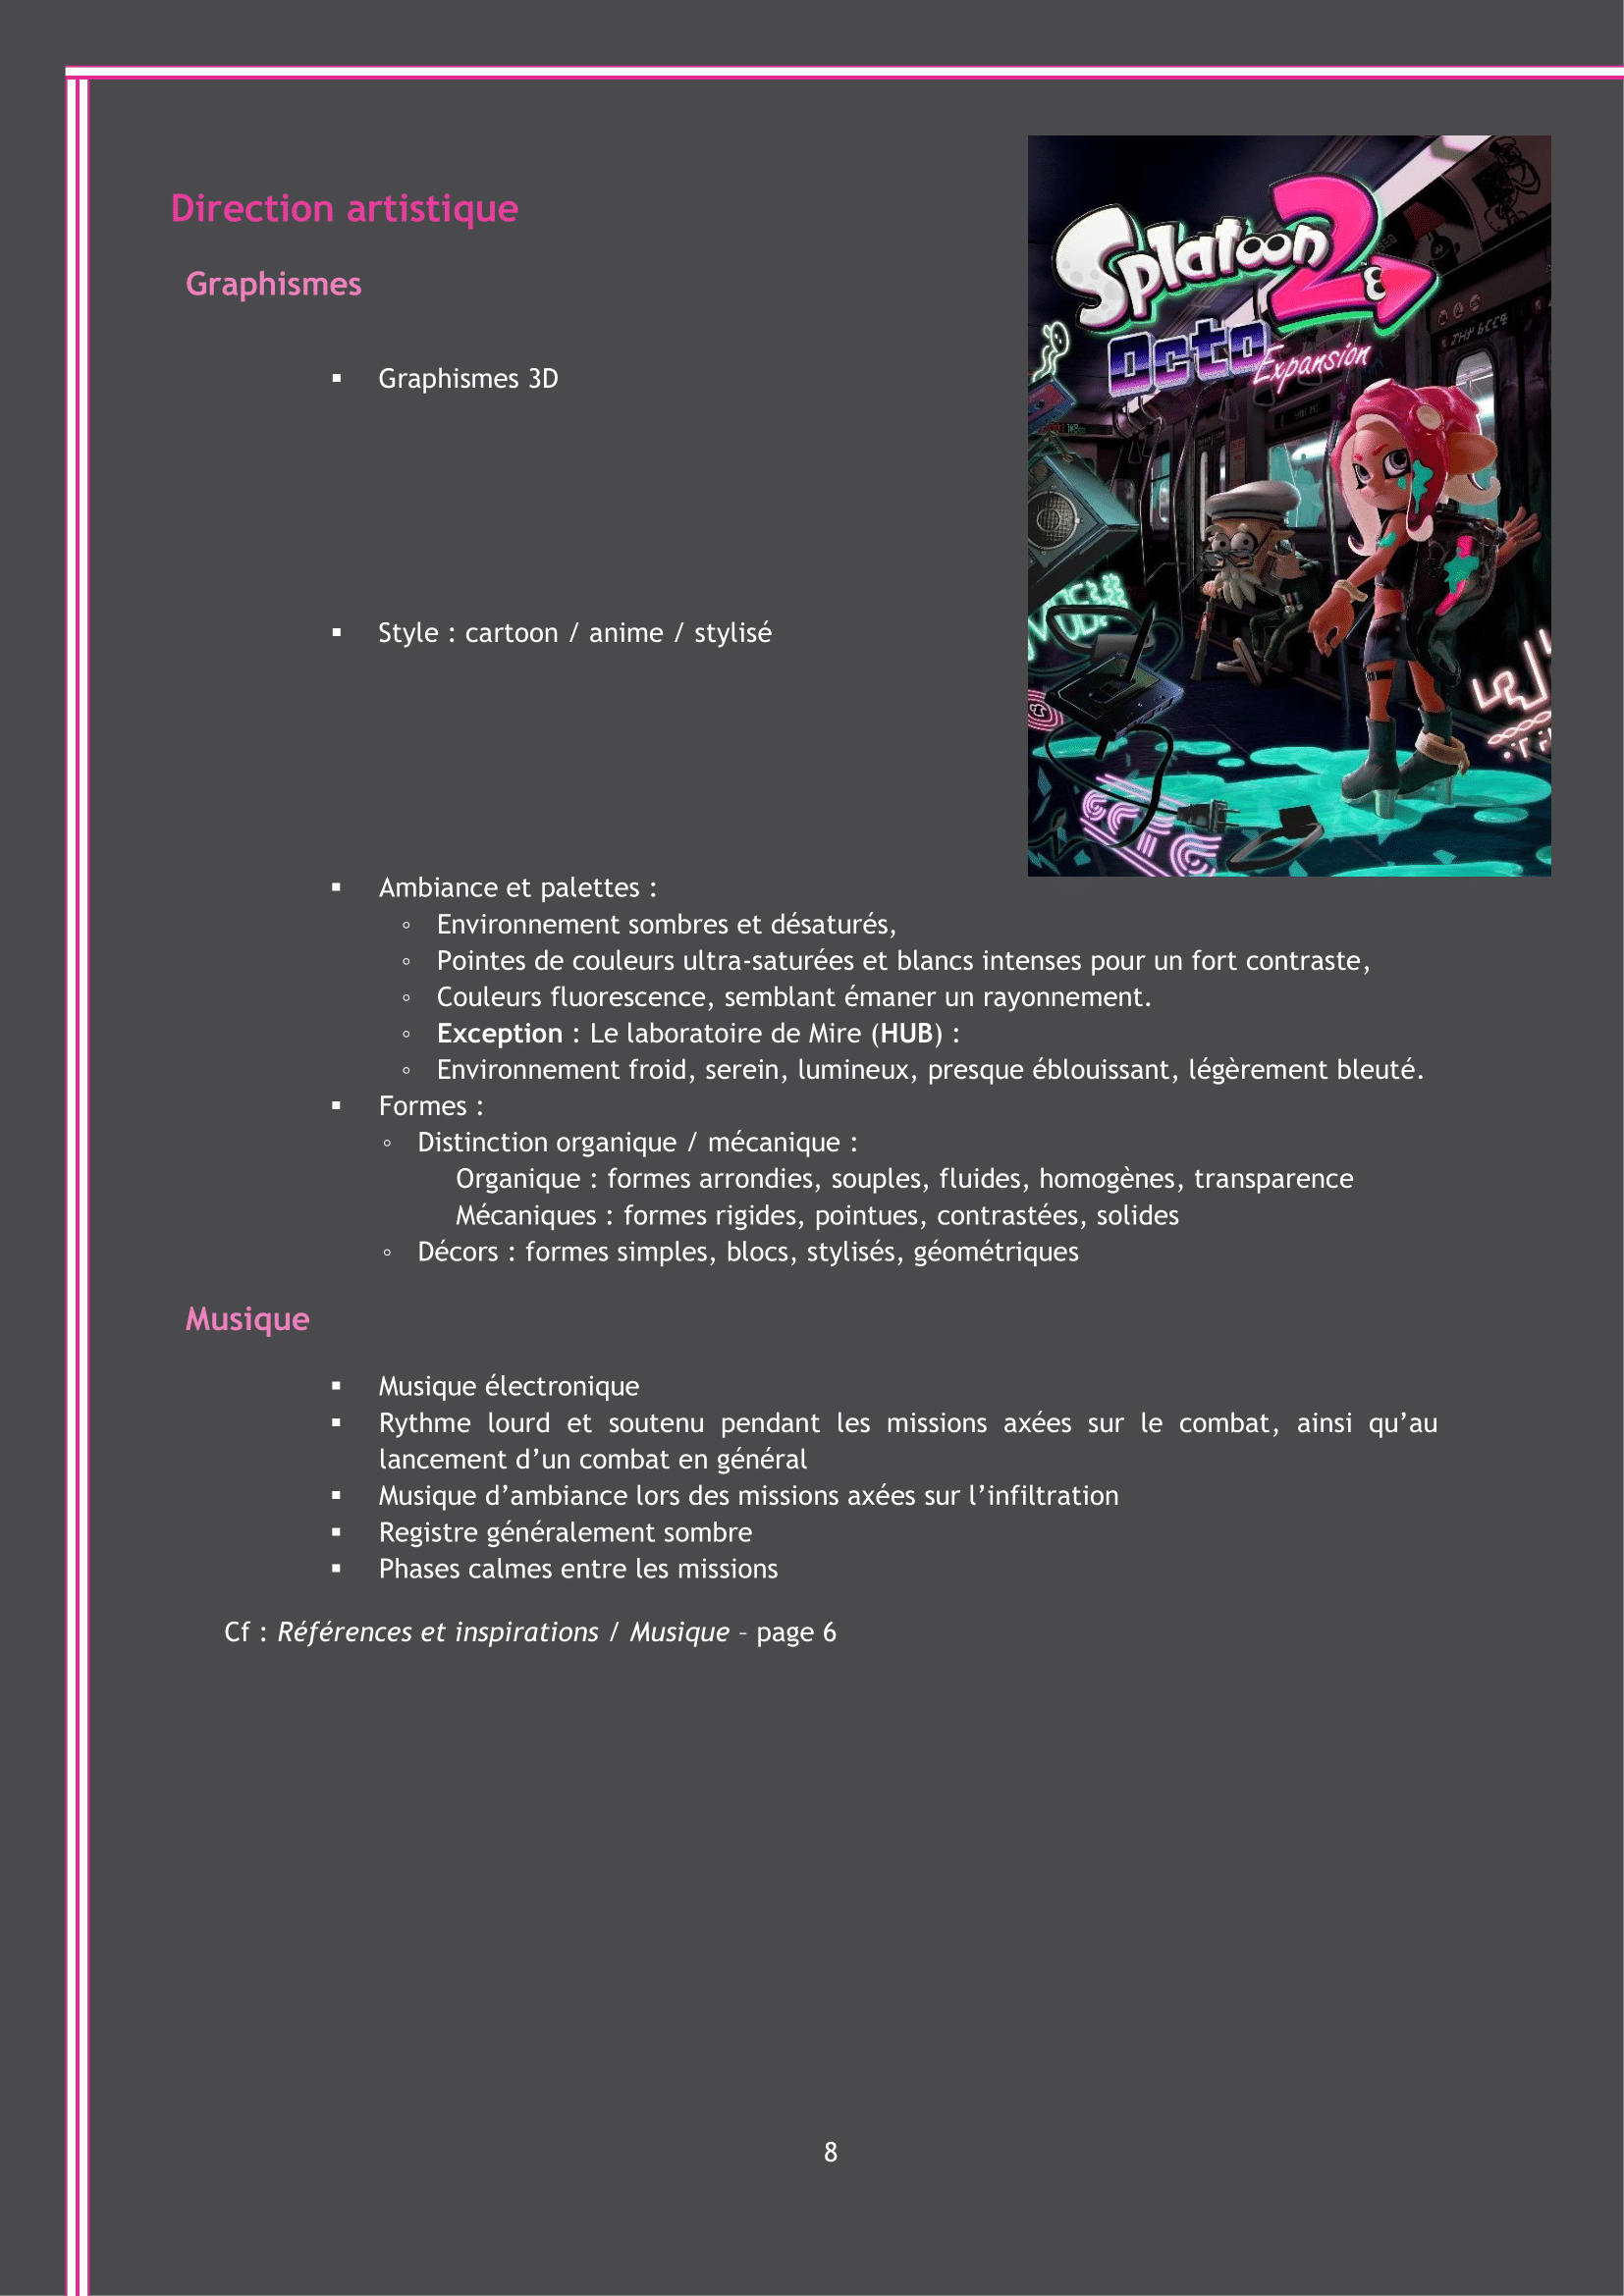 Direction artistique
Graphismes
▪ Graphismes 3D
▪ Style : cartoon / anime / stylisé
Splatoon 2
Octo Expansion
▪ Ambiance et palettes :
◦ Environnement sombres et désaturés,
◦ Pointes de couleurs ultra-saturées et blancs intenses pour un fort contraste,
◦ Couleurs fluorescence, semblant émaner un rayonnement.
◦ Exception : Le laboratoire de Mire (HUB) :
◦ Environnement froid, serein, lumineux, presque éblouissant, légèrement bleuté.
▪ Formes :
◦ Distinction organique / mécanique :
Organique : formes arrondies, souples, fluides, homogènes, transparence
Mécaniques : formes rigides, pointues, contrastées, solides
◦ Décors : formes simples, blocs, stylisés, géométriques
Musique
▪ Musique électronique
▪ Rythme lourd et soutenu pendant les missions axées sur le combat, ainsi qu’au
lancement d’un combat en général
▪ Musique d’ambiance lors des missions axées sur l’infiltration
▪ Registre généralement sombre
▪ Phases calmes entre les missions
Cf : Références et inspirations / Musique – page 6
8